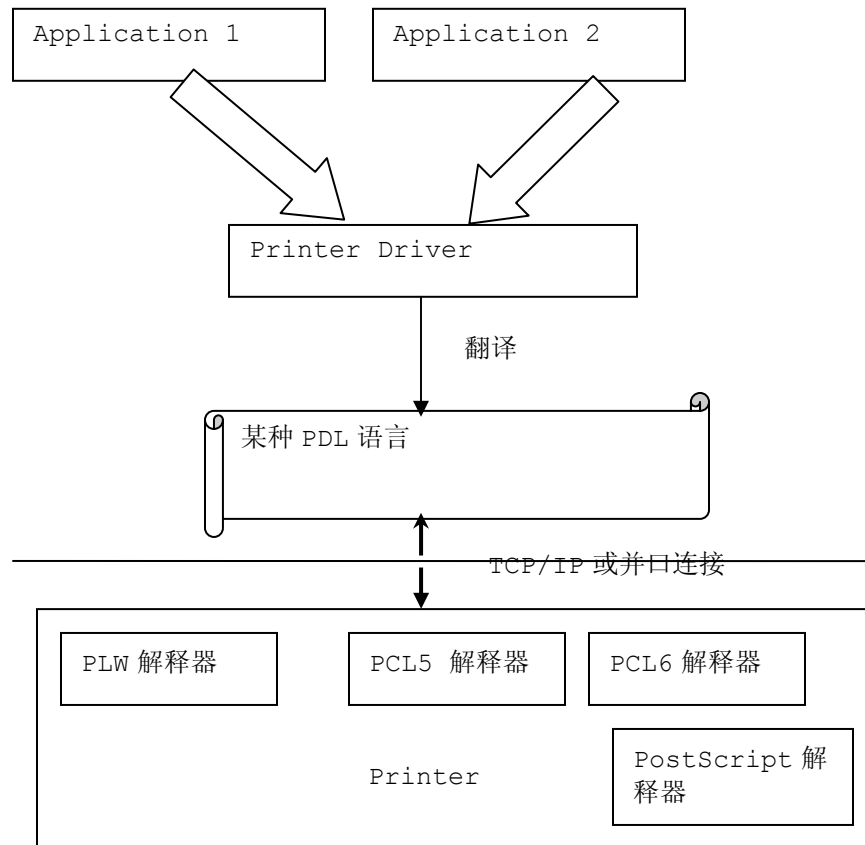 Application 1
Application 2
Printer Driver
翻译
某种 PDL 语言
TCP/IP 或并口连接
PLW 解释器
PCL5 解释器
PCL6 解释器
PostScript 解
释器
Printer